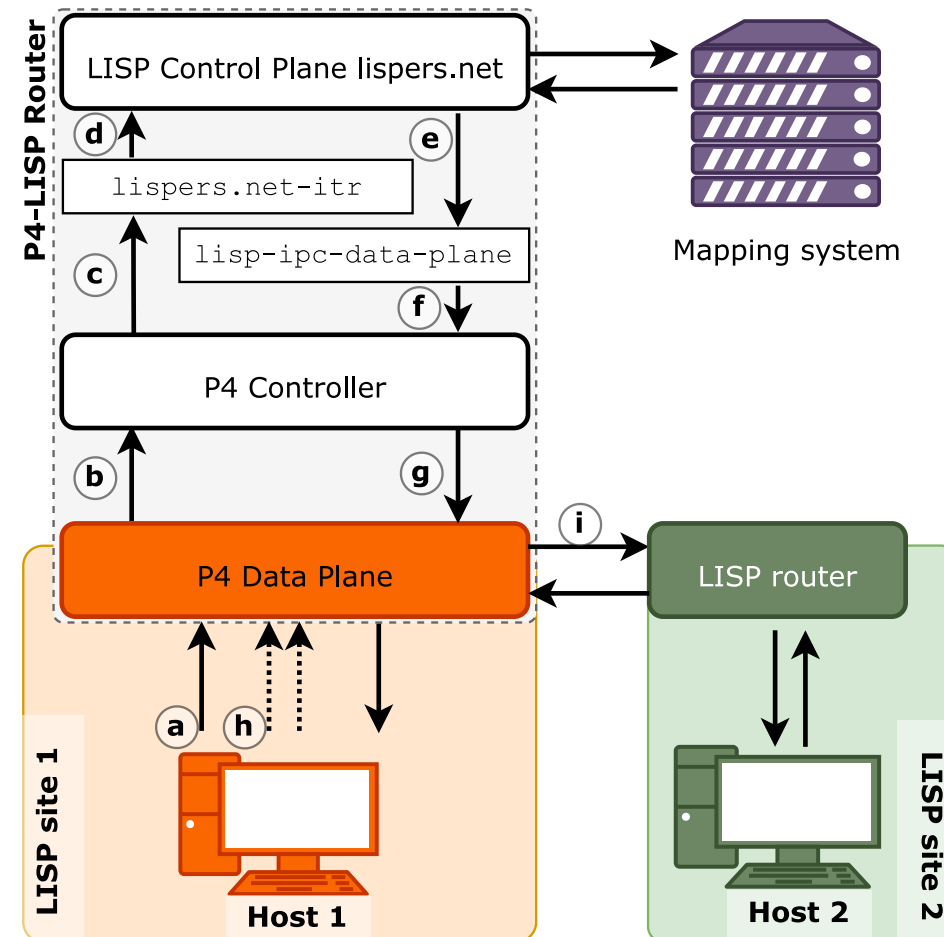 P4-LISP Router
LISP Control Plane lispers.net
d
e
lispers.net-itr
lisp-ipc-data-plane
Mapping system
c
f
P4 Controller
b
g
i
P4 Data Plane
LISP router
a
h
LISP site 1
Host 1
Host 2
LISP site 2